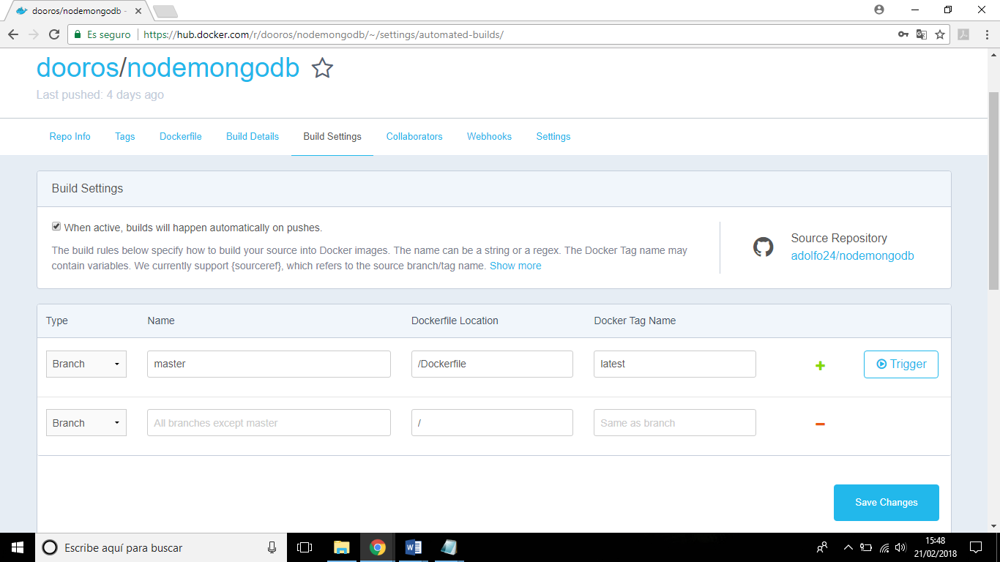 dooros/nodemongodb -
Es seguro https://hub.docker.com/r/dooros/nodemongodb/~/settings/automated-builds/
dooros/nodemongodb
Last pushed: 4 days ago
Repo Info Tags Dockerfile Build Details Build Settings Collaborators Webhooks Settings
Build Settings
When active, builds will happen automatically on pushes.
The build rules below specify how to build your source into Docker images. The name can be a string or a regex. The Docker Tag name may
contain variables. We currently support {sourceref}, which refers to the source branch/tag name. Show more
Source Repository
adolfo24/nodemongodb
Type Name Dockerfile Location Docker Tag Name
Branch master /Dockerfile latest Trigger
Branch All branches except master / Same as branch
Save Changes
Escribe aquí para buscar
15:48
21/02/2018